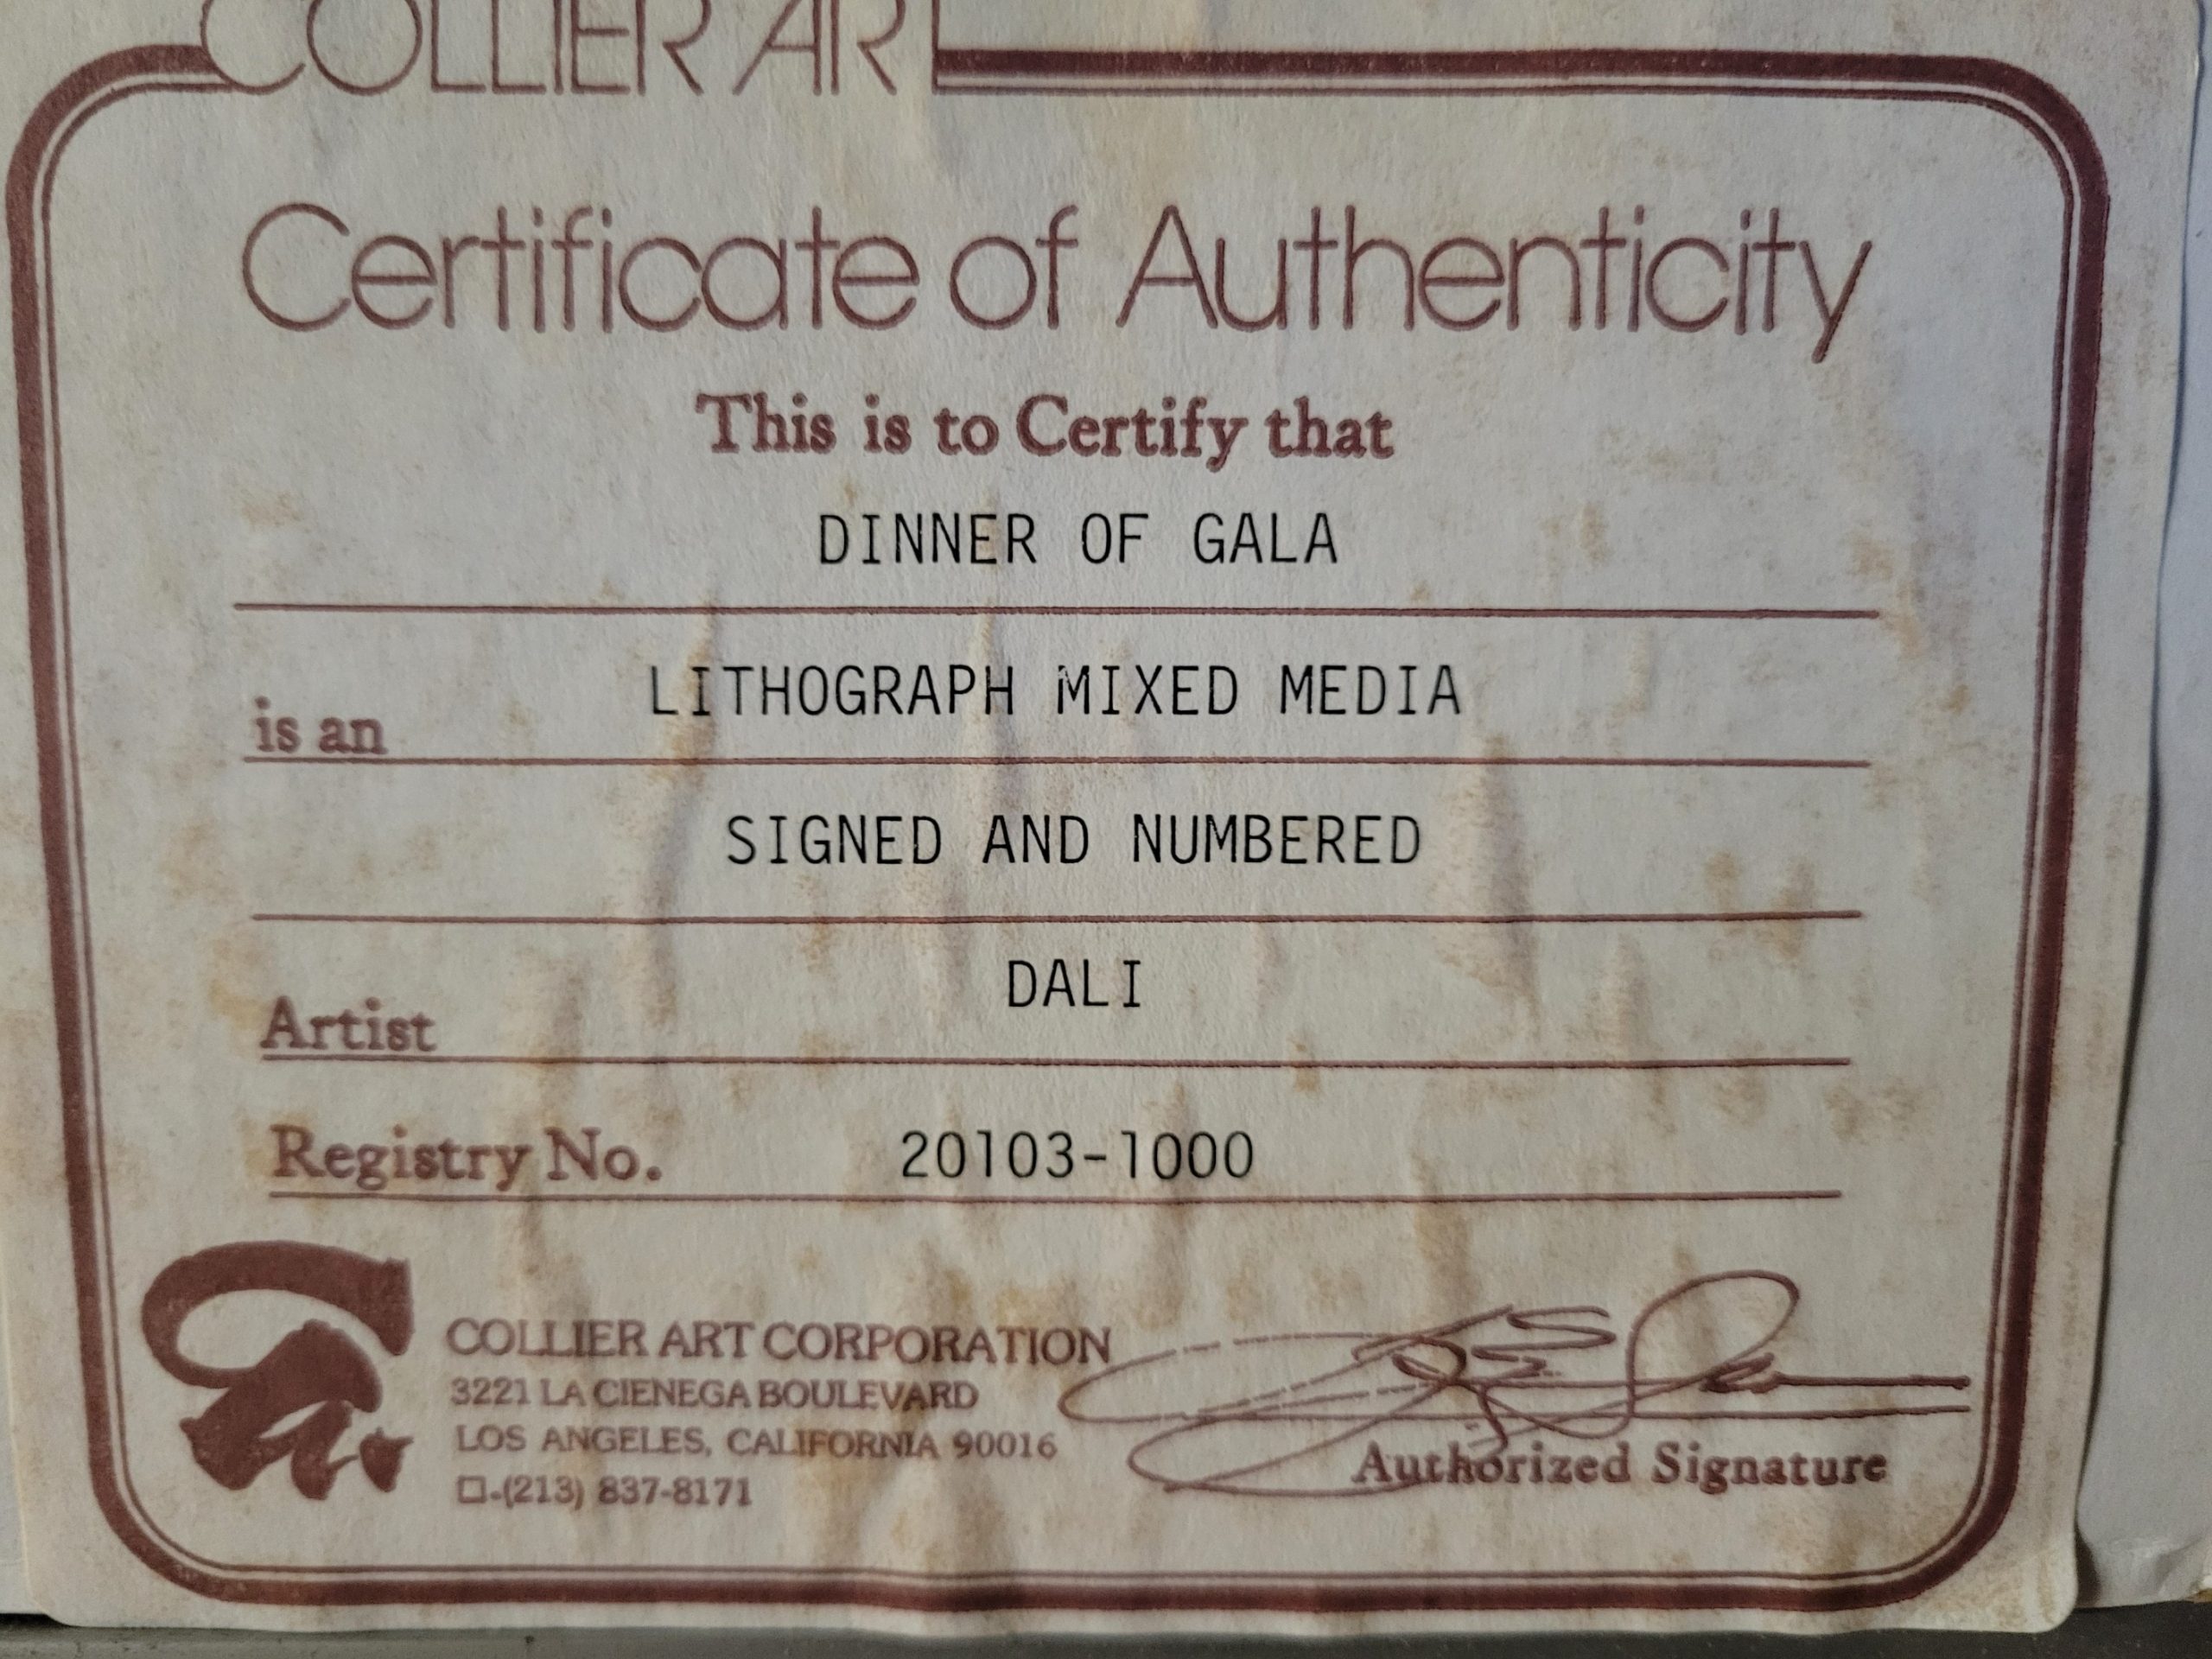 COLLIER ART
Certificate of Authenticity
This is to Certify that
DINNER OF GALA
is an LITHOGRAPH MIXED MEDIA
SIGNED AND NUMBERED
Artist DALI
Registry No. 20103-1000
COLLIER ART CORPORATION
3221 LA CIENEGA BOULEVARD
LOS ANGELES, CALIFORNIA 90016
(213) 837-8171
Authorized Signature